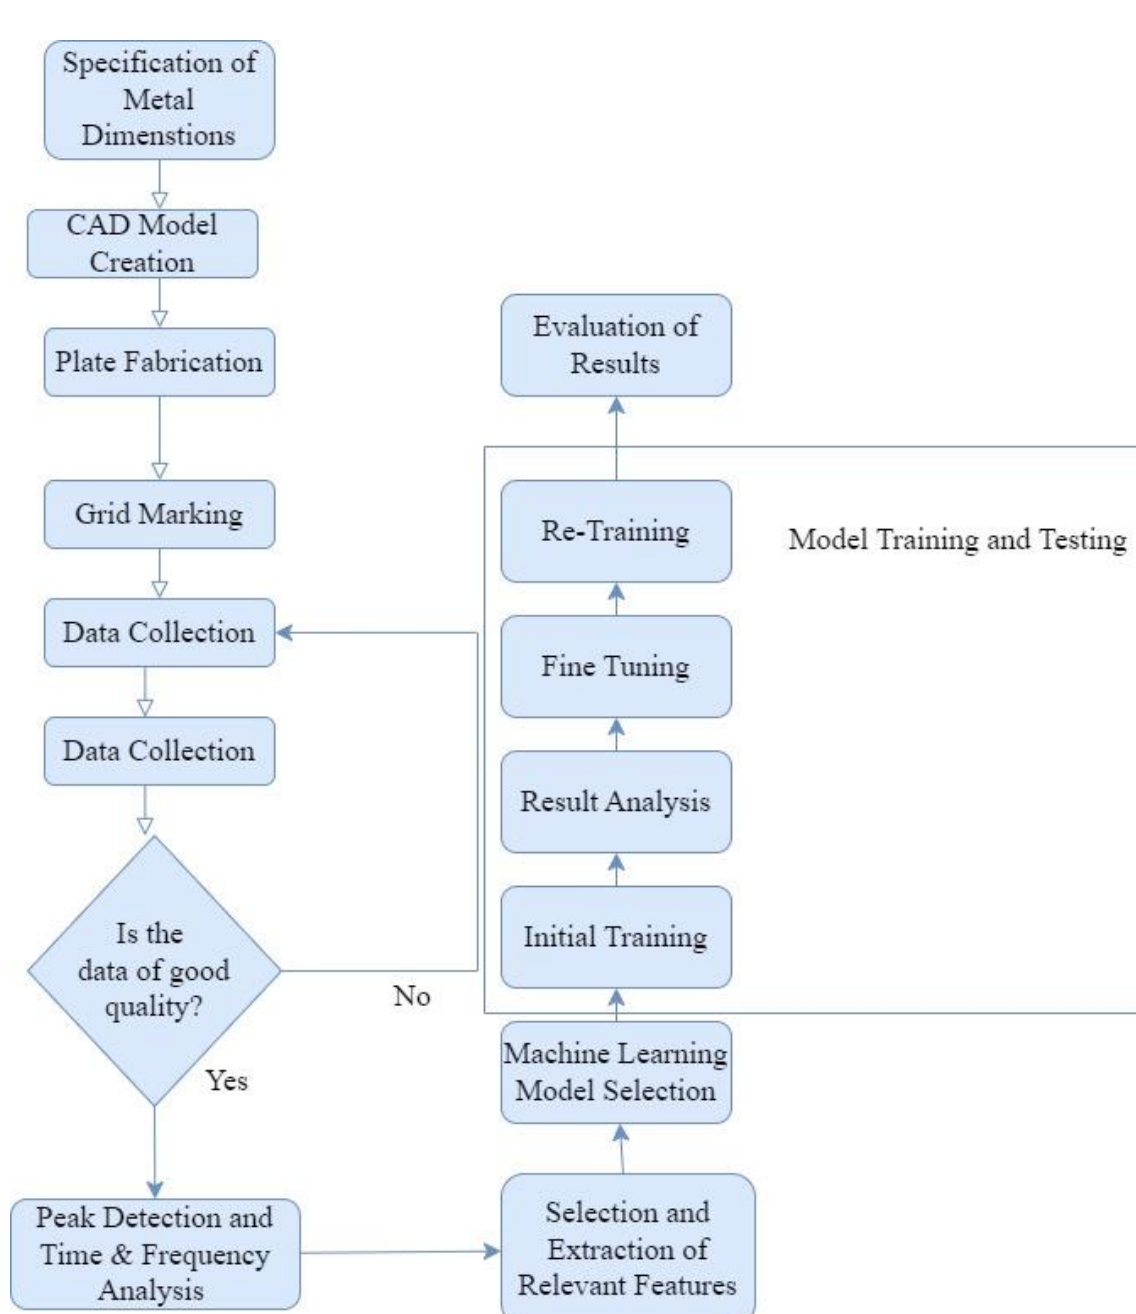 Specification of
Metal
Dimenstions
CAD Model
Creation
Plate Fabrication
Grid Marking
Data Collection
Data Collection
Is the
data of good
quality?
No
Yes
Peak Detection and
Time & Frequency
Analysis
Selection and
Extraction of
Relevant Features
Machine Learning
Model Selection
Initial Training
Result Analysis
Fine Tuning
Re-Training
Model Training and Testing
Evaluation of
Results